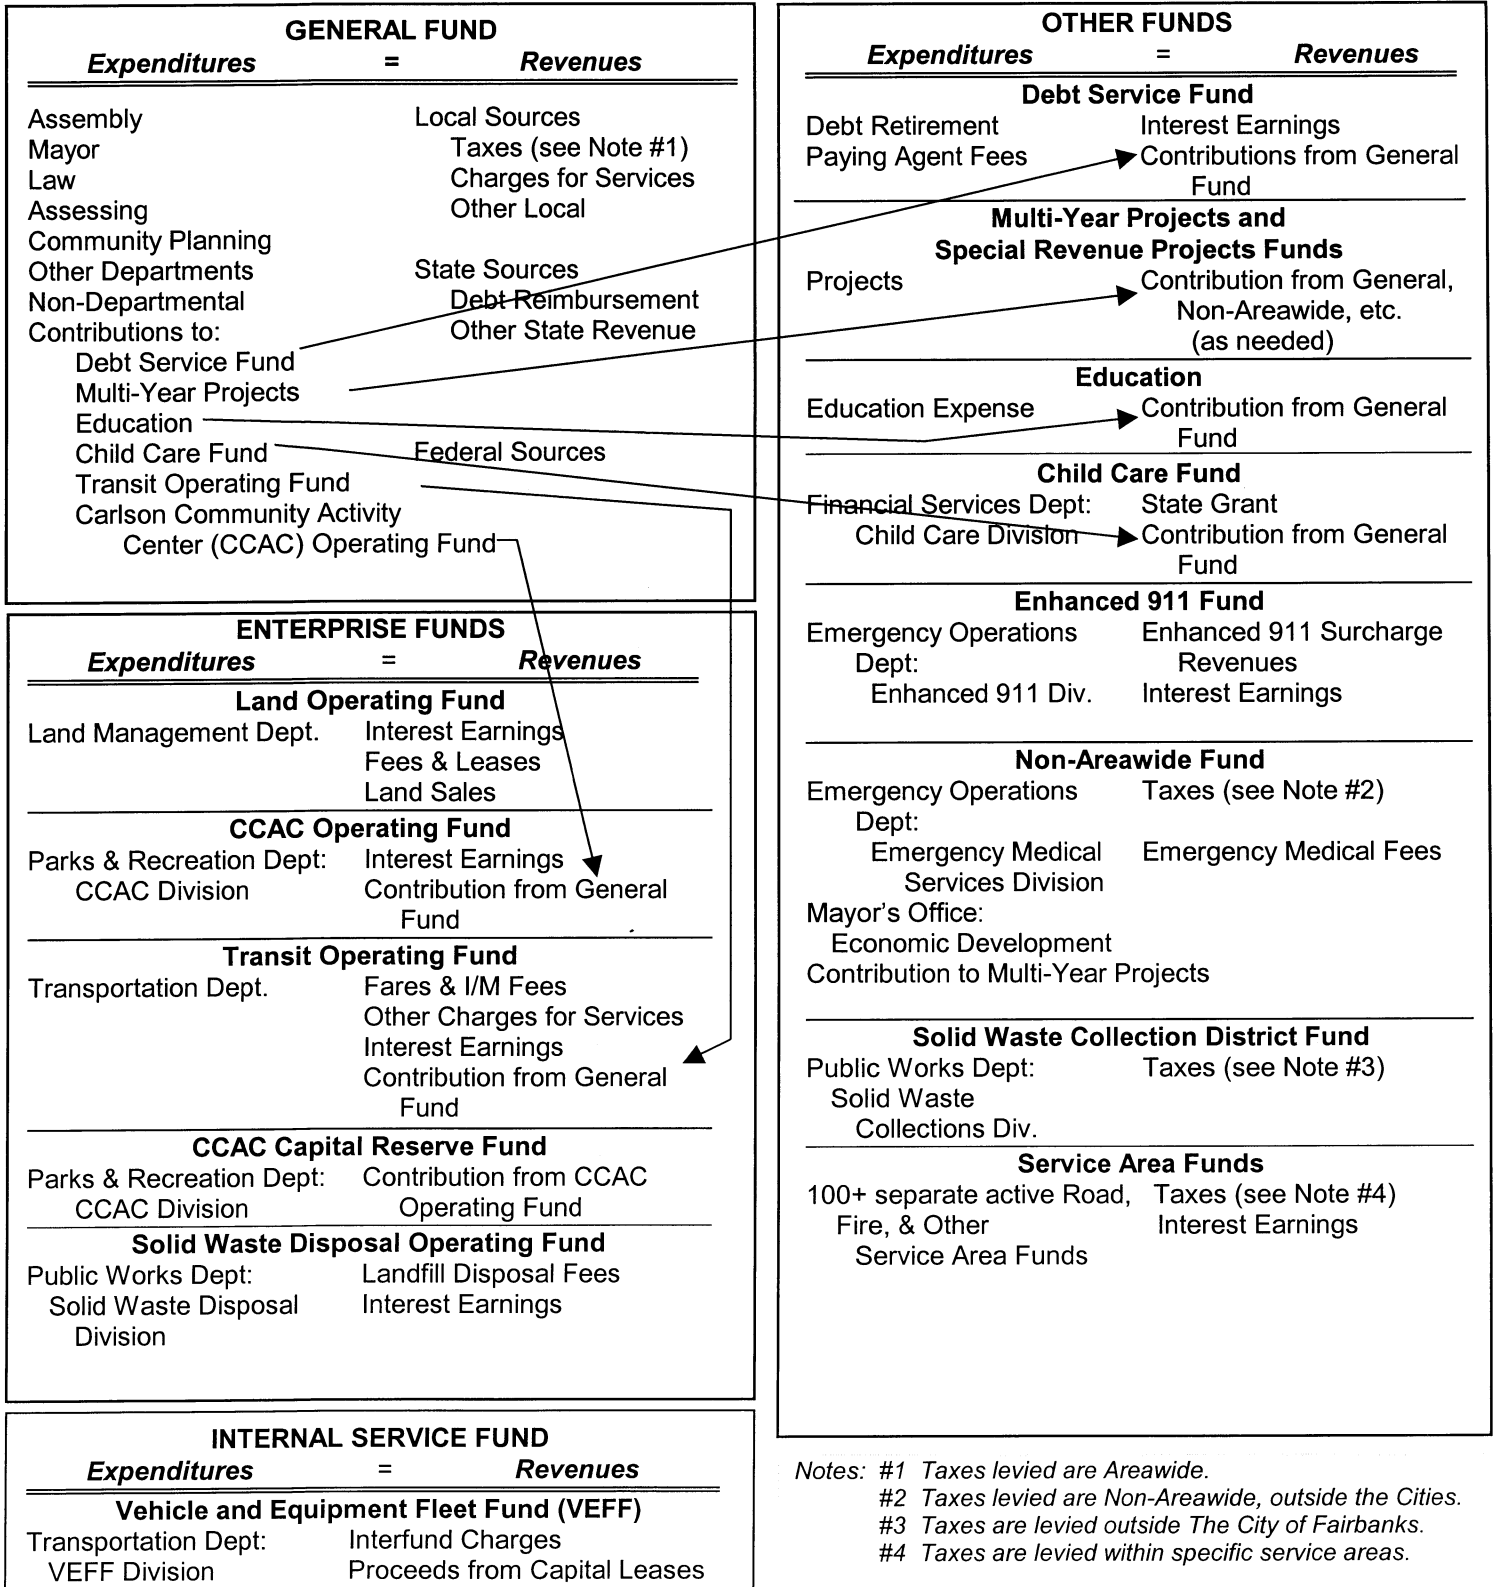 GENERAL FUND
Expenditures = Revenues
Assembly Local Sources
Mayor Taxes (see Note #1)
Law Charges for Services
Assessing Other Local
Community Planning
Other Departments State Sources
Non-Departmental Debt Reimbursement
Contributions to: Other State Revenue
Debt Service Fund
Multi-Year Projects
Education
Child Care Fund Federal Sources
Transit Operating Fund
Carlson Community Activity
Center (CCAC) Operating Fund
ENTERPRISE FUNDS
Expenditures = Revenues
Land Operating Fund
Land Management Dept. Interest Earnings
Fees & Leases
Land Sales
CCAC Operating Fund
Parks & Recreation Dept: Interest Earnings
CCAC Division Contribution from General
Fund
Transit Operating Fund
Transportation Dept. Fares & I/M Fees
Other Charges for Services
Interest Earnings
Contribution from General
Fund
CCAC Capital Reserve Fund
Parks & Recreation Dept: Contribution from CCAC
CCAC Division Operating Fund
Solid Waste Disposal Operating Fund
Public Works Dept: Landfill Disposal Fees
Solid Waste Disposal Interest Earnings
Division
INTERNAL SERVICE FUND
Expenditures = Revenues
Vehicle and Equipment Fleet Fund (VEFF)
Transportation Dept: Interfund Charges
VEFF Division Proceeds from Capital Leases
OTHER FUNDS
Expenditures = Revenues
Debt Service Fund
Debt Retirement Interest Earnings
Paying Agent Fees Contributions from General
Fund
Multi-Year Projects and
Special Revenue Projects Funds
Projects Contribution from General,
Non-Areawide, etc.
(as needed)
Education
Education Expense Contribution from General
Fund
Child Care Fund
Financial Services Dept: State Grant
Child Care Division Contribution from General
Fund
Enhanced 911 Fund
Emergency Operations Enhanced 911 Surcharge
Dept: Revenues
Enhanced 911 Div. Interest Earnings
Non-Areawide Fund
Emergency Operations Taxes (see Note #2)
Dept:
Emergency Medical Emergency Medical Fees
Services Division
Mayor's Office:
Economic Development
Contribution to Multi-Year Projects
Solid Waste Collection District Fund
Public Works Dept: Taxes (see Note #3)
Solid Waste
Collections Div.
Service Area Funds
100+ separate active Road, Taxes (see Note #4)
Fire, & Other Interest Earnings
Service Area Funds
Notes: #1 Taxes levied are Areawide.
#2 Taxes levied are Non-Areawide, outside the Cities.
#3 Taxes are levied outside The City of Fairbanks.
#4 Taxes are levied within specific service areas.